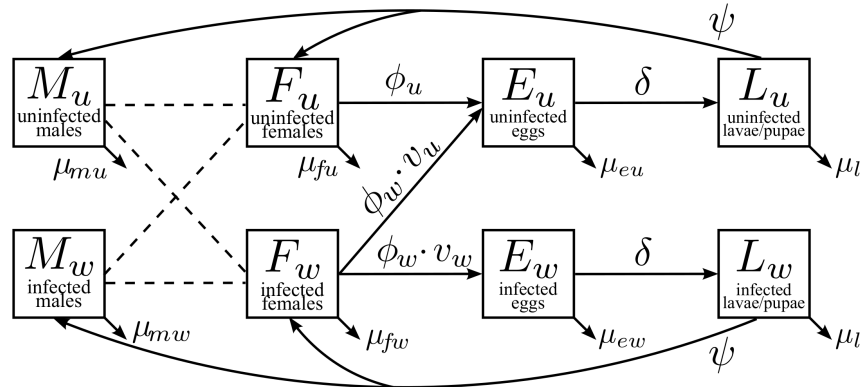 ψ
M_u
uninfected
males
μ_mu
F_u
uninfected
females
μ_fu
ϕ_u
E_u
uninfected
eggs
μ_eu
δ
L_u
uninfected
lavae/pupae
μ_l
ϕ_w · v_u
M_w
infected
males
μ_mw
F_w
infected
females
μ_fw
ϕ_w · v_w
E_w
infected
eggs
μ_ew
δ
L_w
infected
lavae/pupae
μ_l
ψ